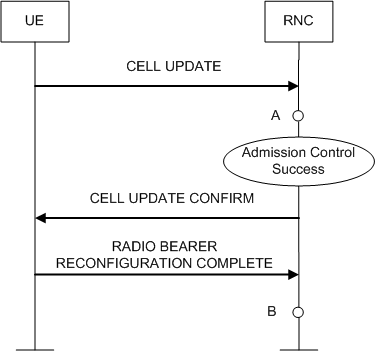 UE
RNC
CELL UPDATE
A
Admission Control
Success
CELL UPDATE CONFIRM
RADIO BEARER
RECONFIGURATION COMPLETE
B